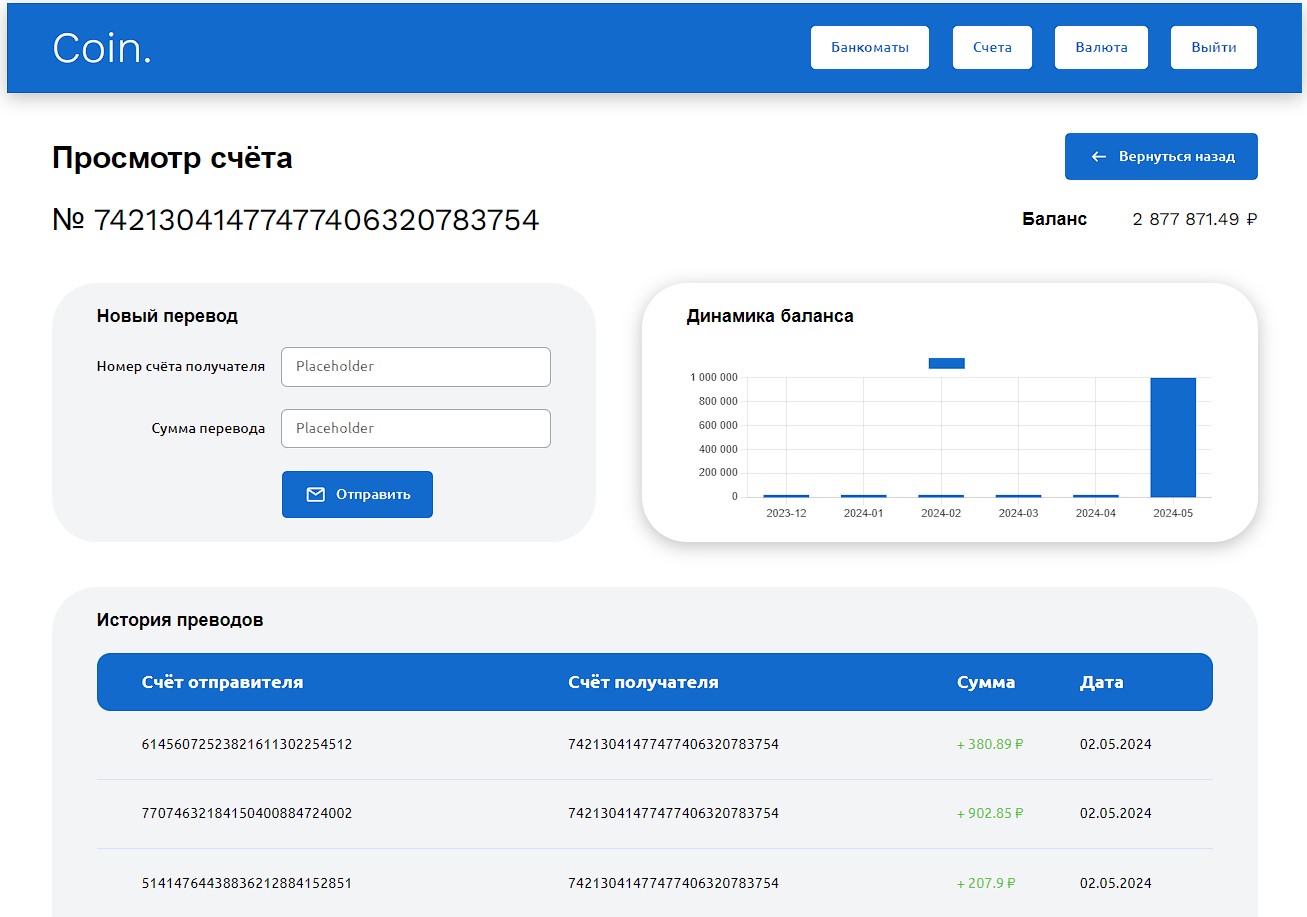 Coin.
Банкоматы
Счета
Валюта
Выйти
Просмотр счёта
Вернуться назад
№ 74213041477477406320783754
Баланс 2 877 871.49 ₽
Новый перевод
Номер счёта получателя Placeholder
Сумма перевода Placeholder
Отправить
Динамика баланса
1 000 000
800 000
600 000
400 000
200 000
0
2023-12 2024-01 2024-02 2024-03 2024-04 2024-05
История преводов
Счёт отправителя Счёт получателя Сумма Дата
61456072523821611302254512 74213041477477406320783754 + 380.89 ₽ 02.05.2024
77074632184150400884724002 74213041477477406320783754 + 902.85 ₽ 02.05.2024
51414764438836212884152851 74213041477477406320783754 + 207.9 ₽ 02.05.2024